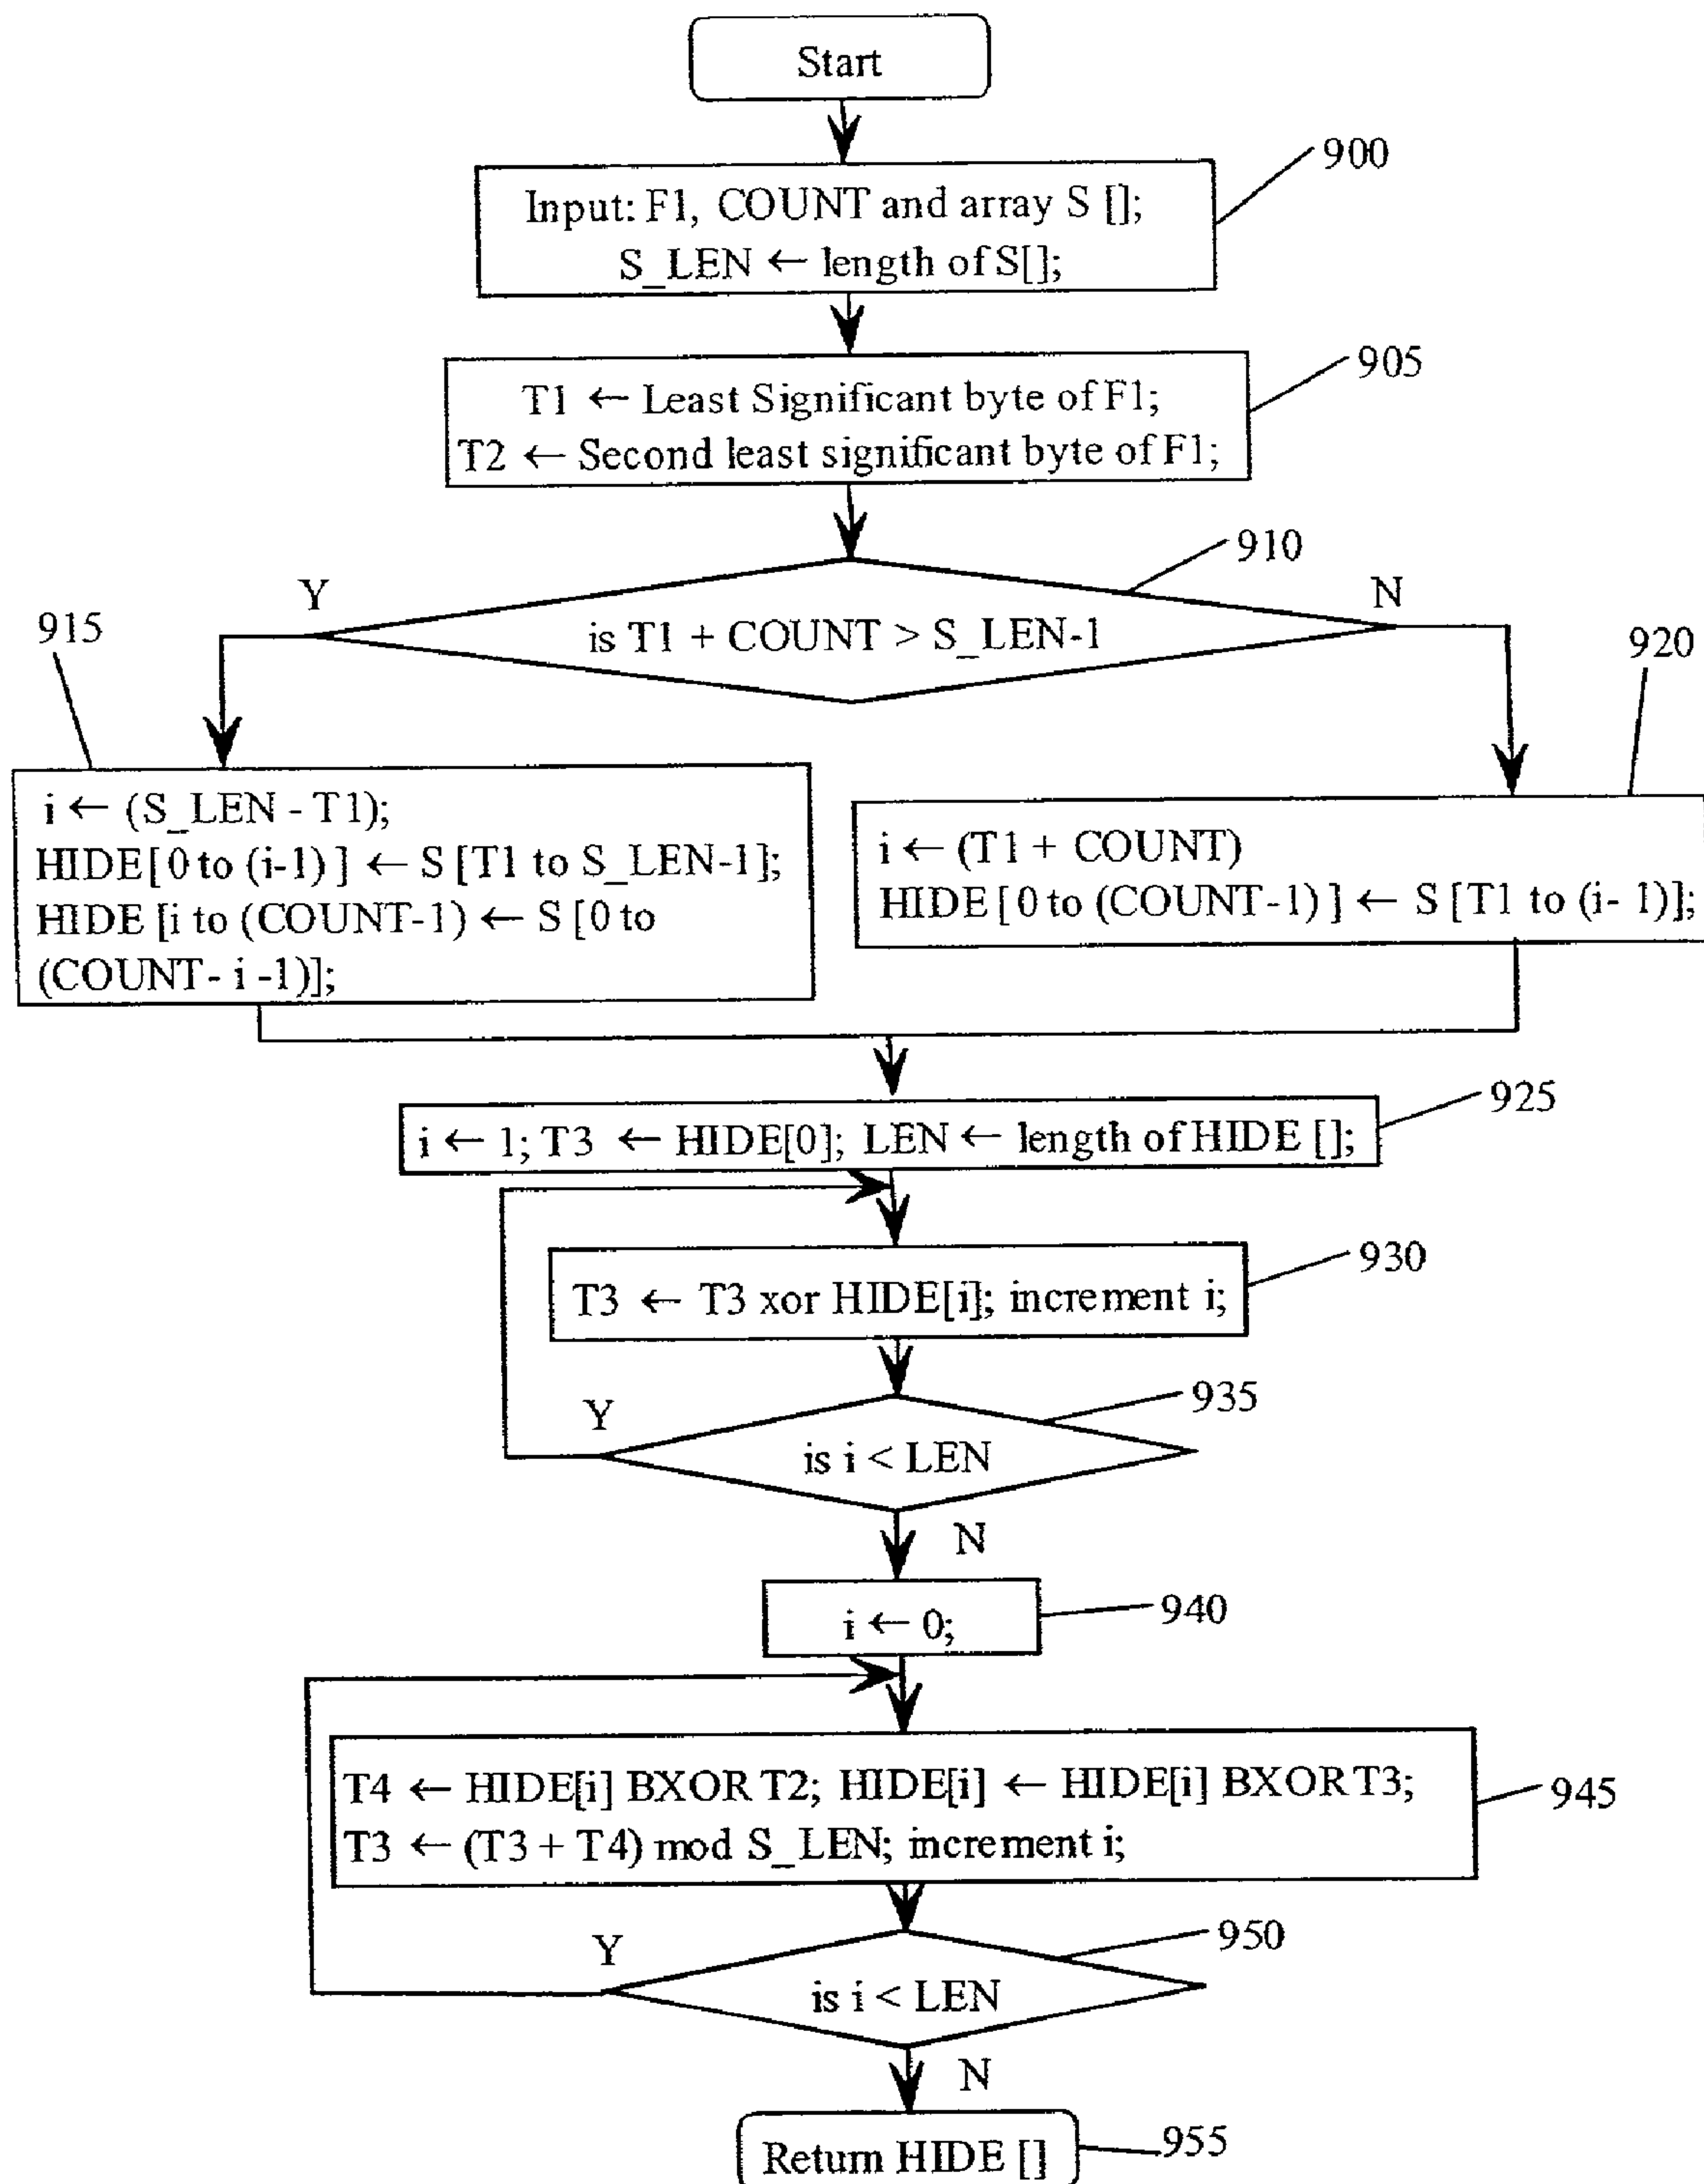 Start
900
Input: F1, COUNT and array S [];
S_LEN ← length of S[];
905
T1 ← Least Significant byte of F1;
T2 ← Second least significant byte of F1;
910
Y
N
is T1 + COUNT > S_LEN-1
915
920
i ← (S_LEN - T1);
HIDE[ 0 to (i-1) ] ← S [T1 to S_LEN-1];
HIDE [i to (COUNT-1) ← S [0 to
(COUNT- i -1)];
i ← (T1 + COUNT)
HIDE [ 0 to (COUNT-1) ] ← S [T1 to (i- 1)];
925
i ← 1; T3 ← HIDE[0]; LEN ← length of HIDE [];
930
T3 ← T3 xor HIDE[i]; increment i;
935
Y
is i < LEN
N
940
i ← 0;
T4 ← HIDE[i] BXOR T2; HIDE[i] ← HIDE[i] BXOR T3;
T3 ← (T3 + T4) mod S_LEN; increment i;
945
950
Y
is i < LEN
N
Return HIDE []
955